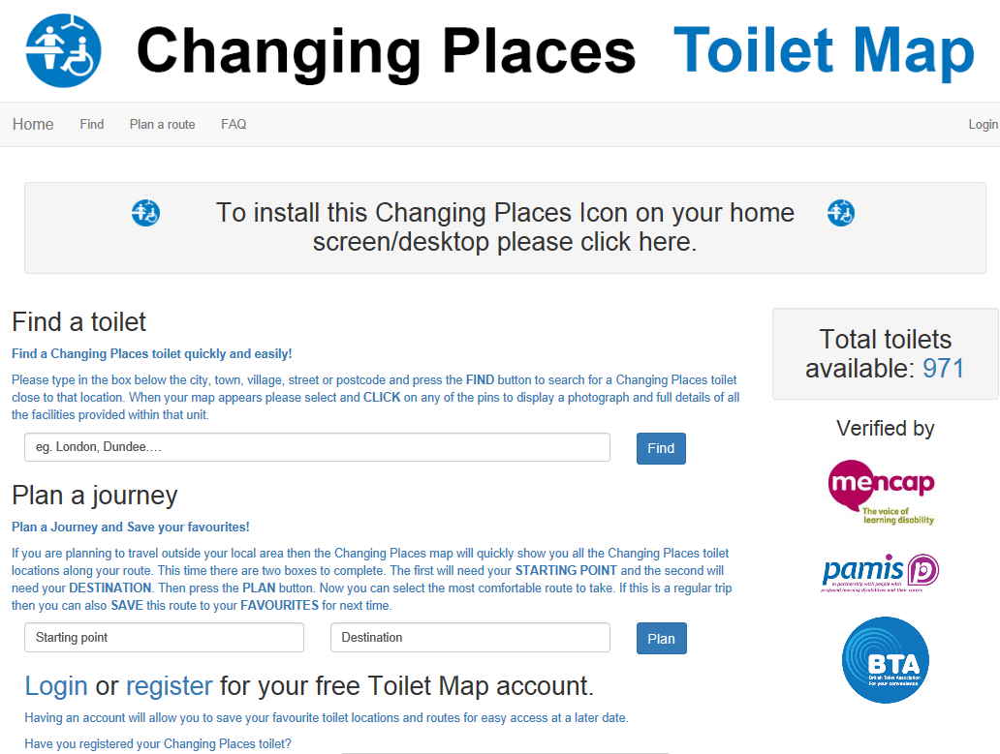 Changing Places Toilet Map
Home Find Plan a route FAQ Login
To install this Changing Places Icon on your home
screen/desktop please click here.
Find a toilet
Find a Changing Places toilet quickly and easily!
Please type in the box below the city, town, village, street or postcode and press the FIND button to search for a Changing Places toilet
close to that location. When your map appears please select and CLICK on any of the pins to display a photograph and full details of all
the facilities provided within that unit.
eg. London, Dundee.... Find
Plan a journey
Plan a Journey and Save your favourites!
If you are planning to travel outside your local area then the Changing Places map will quickly show you all the Changing Places toilet
locations along your route. This time there are two boxes to complete. The first will need your STARTING POINT and the second will
need your DESTINATION. Then press the PLAN button. Now you can select the most comfortable route to take. If this is a regular trip
then you can also SAVE this route to your FAVOURITES for next time.
Starting point Destination Plan
Login or register for your free Toilet Map account.
Having an account will allow you to save your favourite toilet locations and routes for easy access at a later date.
Have you registered your Changing Places toilet?
Total toilets
available: 971
Verified by
mencap
The voice of
learning disability
pamis p
in partnership with people with
profound learning disabilities and their carers
BTA
British Toilet Association
For your convenience